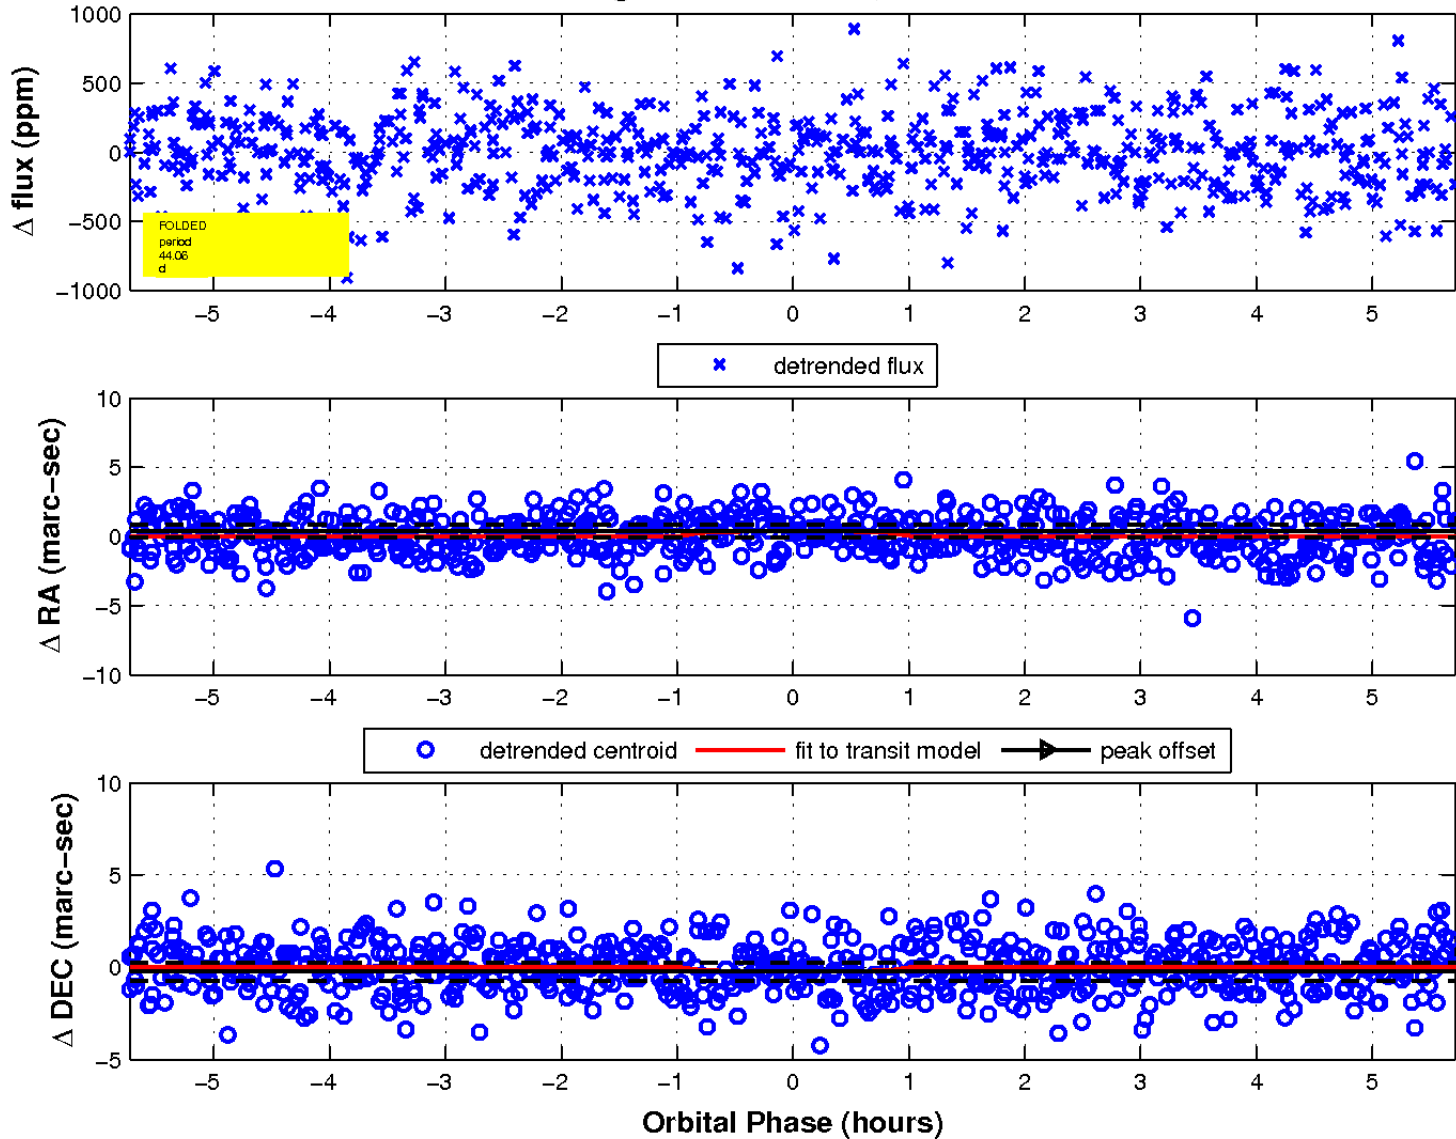 1000
500
0
−500
−1000
Δ flux (ppm)
FOLDED
period
44.06
d
−5 −4 −3 −2 −1 0 1 2 3 4 5
detrended flux
10
5
0
−5
−10
Δ RA (marc−sec)
−5 −4 −3 −2 −1 0 1 2 3 4 5
detrended centroid fit to transit model peak offset
10
5
0
−5
Δ DEC (marc−sec)
−5 −4 −3 −2 −1 0 1 2 3 4 5
Orbital Phase (hours)